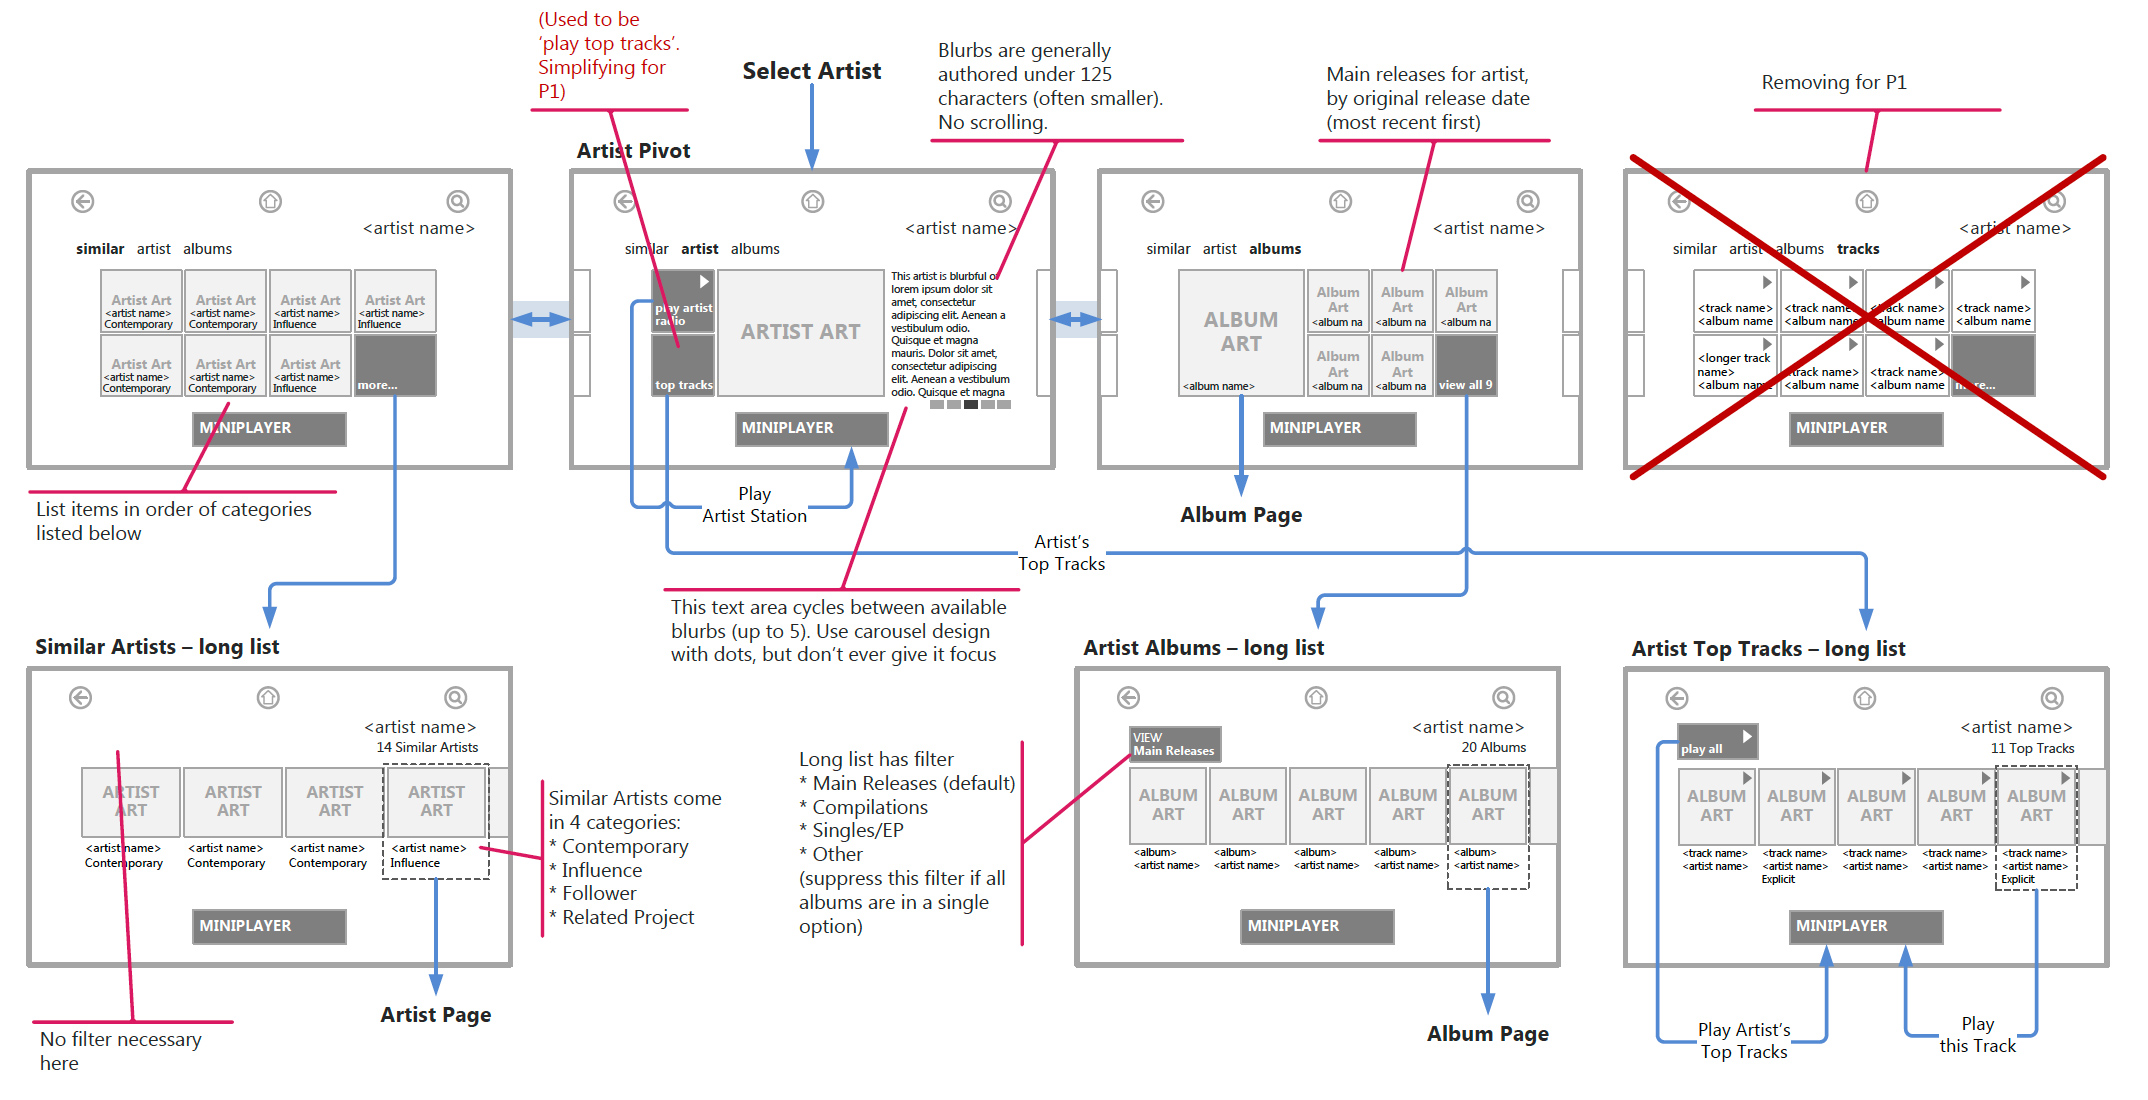 (Used to be
‘play top tracks’.
Simplifying for
P1)
Select Artist
Blurbs are generally
authored under 125
characters (often smaller).
No scrolling.
Main releases for artist,
by original release date
(most recent first)
Removing for P1
Artist Pivot
<artist name>
similar artist albums
Artist Art
<artist name>
Contemporary
Artist Art
<artist name>
Contemporary
Artist Art
<artist name>
Influence
Artist Art
<artist name>
Influence
Artist Art
<artist name>
Contemporary
Artist Art
<artist name>
Contemporary
Artist Art
<artist name>
Influence
more...
MINIPLAYER
List items in order of categories
listed below
<artist name>
similar artist albums
play artist
radio
top tracks
ARTIST ART
This artist is blurbful of
lorem ipsum dolor sit
amet, consectetur
adipiscing elit. Aenean a
vestibulum odio.
Quisque et magna
mauris. Dolor sit amet,
consectetur adipiscing
elit. Aenean a vestibulum
odio. Quisque et magna
MINIPLAYER
Play
Artist Station
<artist name>
similar artist albums
ALBUM
ART
<album name>
Album
Art
<album na
Album
Art
<album na
Album
Art
<album na
Album
Art
<album na
Album
Art
<album na
view all 9
MINIPLAYER
Album Page
<artist name>
similar artist albums tracks
<track name>
<album name
<track name>
<album name
<track name>
<album name
<track name>
<album name
<longer track
name>
<album name
<track name>
<album name
<track name>
<album name
more...
MINIPLAYER
Artist’s
Top Tracks
This text area cycles between available
blurbs (up to 5). Use carousel design
with dots, but don’t ever give it focus
Similar Artists – long list
<artist name>
14 Similar Artists
ARTIST
ART
<artist name>
Contemporary
ARTIST
ART
<artist name>
Contemporary
ARTIST
ART
<artist name>
Contemporary
ARTIST
ART
<artist name>
Influence
MINIPLAYER
Artist Page
No filter necessary
here
Similar Artists come
in 4 categories:
* Contemporary
* Influence
* Follower
* Related Project
Long list has filter
* Main Releases (default)
* Compilations
* Singles/EP
* Other
(suppress this filter if all
albums are in a single
option)
Artist Albums – long list
<artist name>
20 Albums
VIEW
Main Releases
ALBUM
ART
<album>
<artist name>
ALBUM
ART
<album>
<artist name>
ALBUM
ART
<album>
<artist name>
ALBUM
ART
<album>
<artist name>
ALBUM
ART
<album>
<artist name>
MINIPLAYER
Album Page
Artist Top Tracks – long list
<artist name>
11 Top Tracks
play all
ALBUM
ART
<track name>
<artist name>
ALBUM
ART
<track name>
<artist name>
Explicit
ALBUM
ART
<track name>
<artist name>
ALBUM
ART
<track name>
<artist name>
ALBUM
ART
<track name>
<artist name>
Explicit
MINIPLAYER
Play Artist’s
Top Tracks
Play
this Track